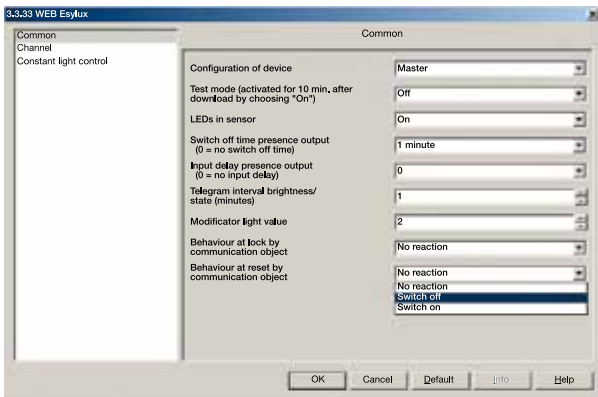 3.3.33 WEB Esylux
Common
Channel
Constant light control
Common
Configuration of device
Master
Test mode (activated for 10 min. after
download by choosing "On")
Off
LEDs in sensor
On
Switch off time presence output
(0 = no switch off time)
1 minute
Input delay presence output
(0 = no input delay)
0
Telegram interval brightness/
state (minutes)
1
Modificator light value
2
Behaviour at lock by
communication object
No reaction
Behaviour at reset by
communication object
No reaction
No reaction
Switch off
Switch on
OK
Cancel
Default
Info
Help